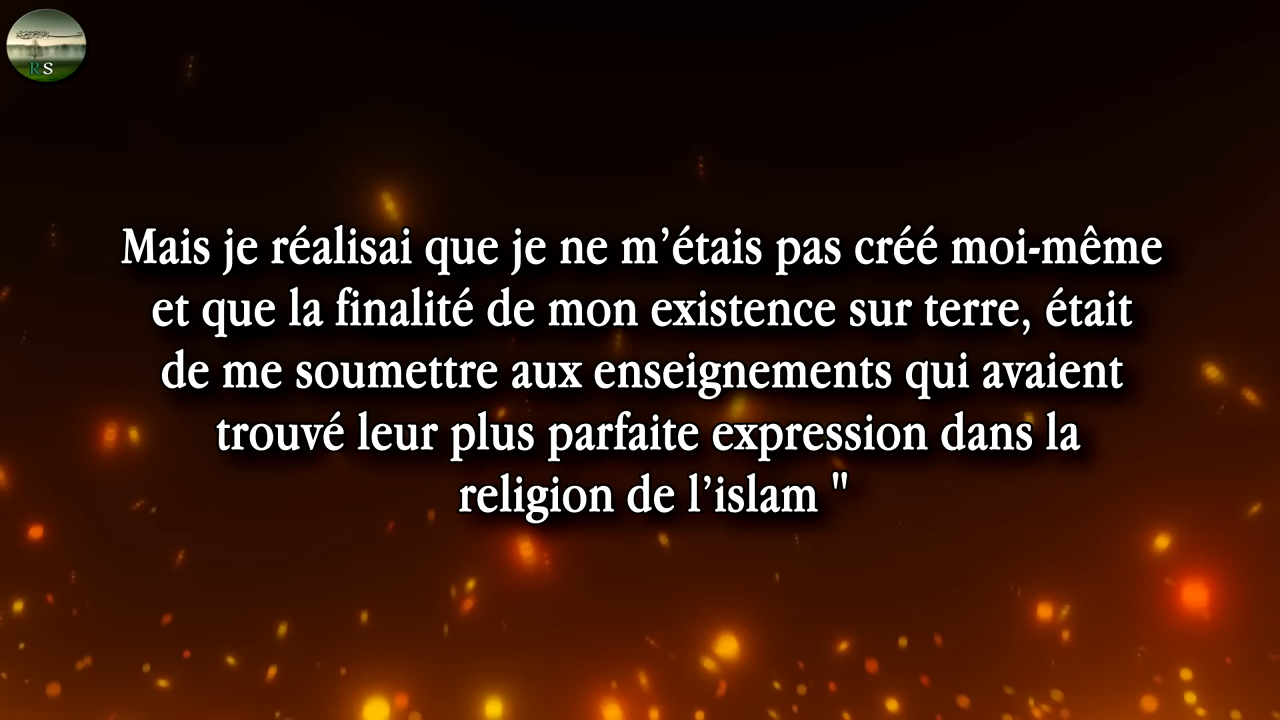 RS
Mais je réalisai que je ne m’étais pas créé moi-même
et que la finalité de mon existence sur terre, était
de me soumettre aux enseignements qui avaient
trouvé leur plus parfaite expression dans la
religion de l’islam "